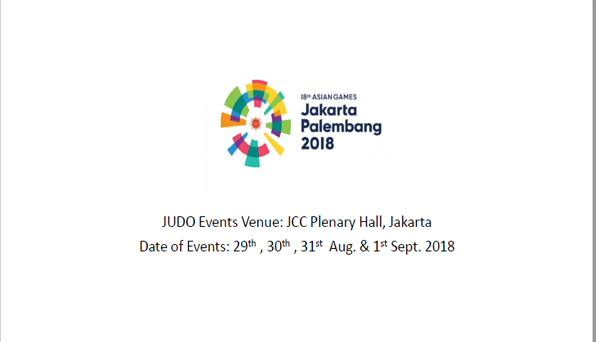 18th ASIAN GAMES
Jakarta
Palembang
2018
JUDO Events Venue: JCC Plenary Hall, Jakarta
Date of Events: 29th , 30th , 31st Aug. & 1st Sept. 2018